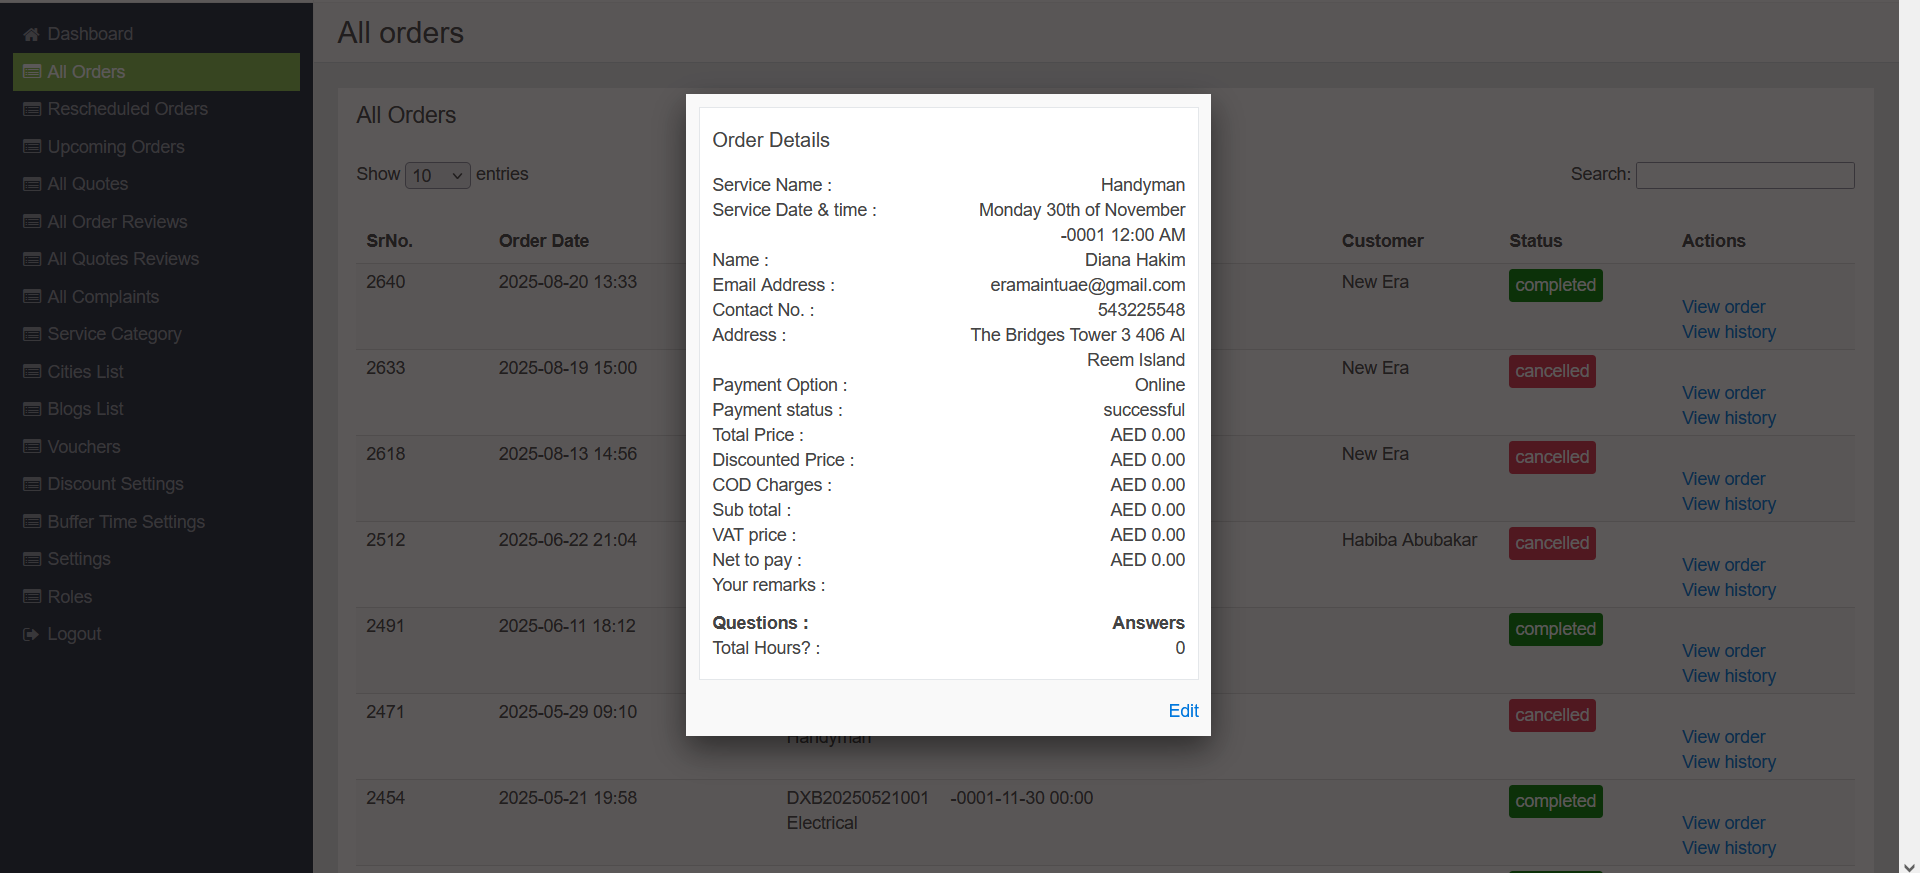 Dashboard
All Orders
Rescheduled Orders
Upcoming Orders
All Quotes
All Order Reviews
All Quotes Reviews
All Complaints
Service Category
Cities List
Blogs List
Vouchers
Discount Settings
Buffer Time Settings
Settings
Roles
Logout
All orders
All Orders
Show 10 entries
Search:
SrNo. Order Date Customer Status Actions
2640 2025-08-20 13:33 New Era completed
View order
View history
2633 2025-08-19 15:00 New Era cancelled
View order
View history
2618 2025-08-13 14:56 New Era cancelled
View order
View history
2512 2025-06-22 21:04 Habiba Abubakar cancelled
View order
View history
2491 2025-06-11 18:12 completed
View order
View history
2471 2025-05-29 09:10 cancelled
Handyman View order
View history
2454 2025-05-21 19:58 DXB20250521001 -0001-11-30 00:00 completed
Electrical View order
View history
Order Details
Service Name : Handyman
Service Date & time : Monday 30th of November
-0001 12:00 AM
Name : Diana Hakim
Email Address : eramaintuae@gmail.com
Contact No. : 543225548
Address : The Bridges Tower 3 406 Al
Reem Island
Payment Option : Online
Payment status : successful
Total Price : AED 0.00
Discounted Price : AED 0.00
COD Charges : AED 0.00
Sub total : AED 0.00
VAT price : AED 0.00
Net to pay : AED 0.00
Your remarks :
Questions : Answers
Total Hours? : 0
Edit